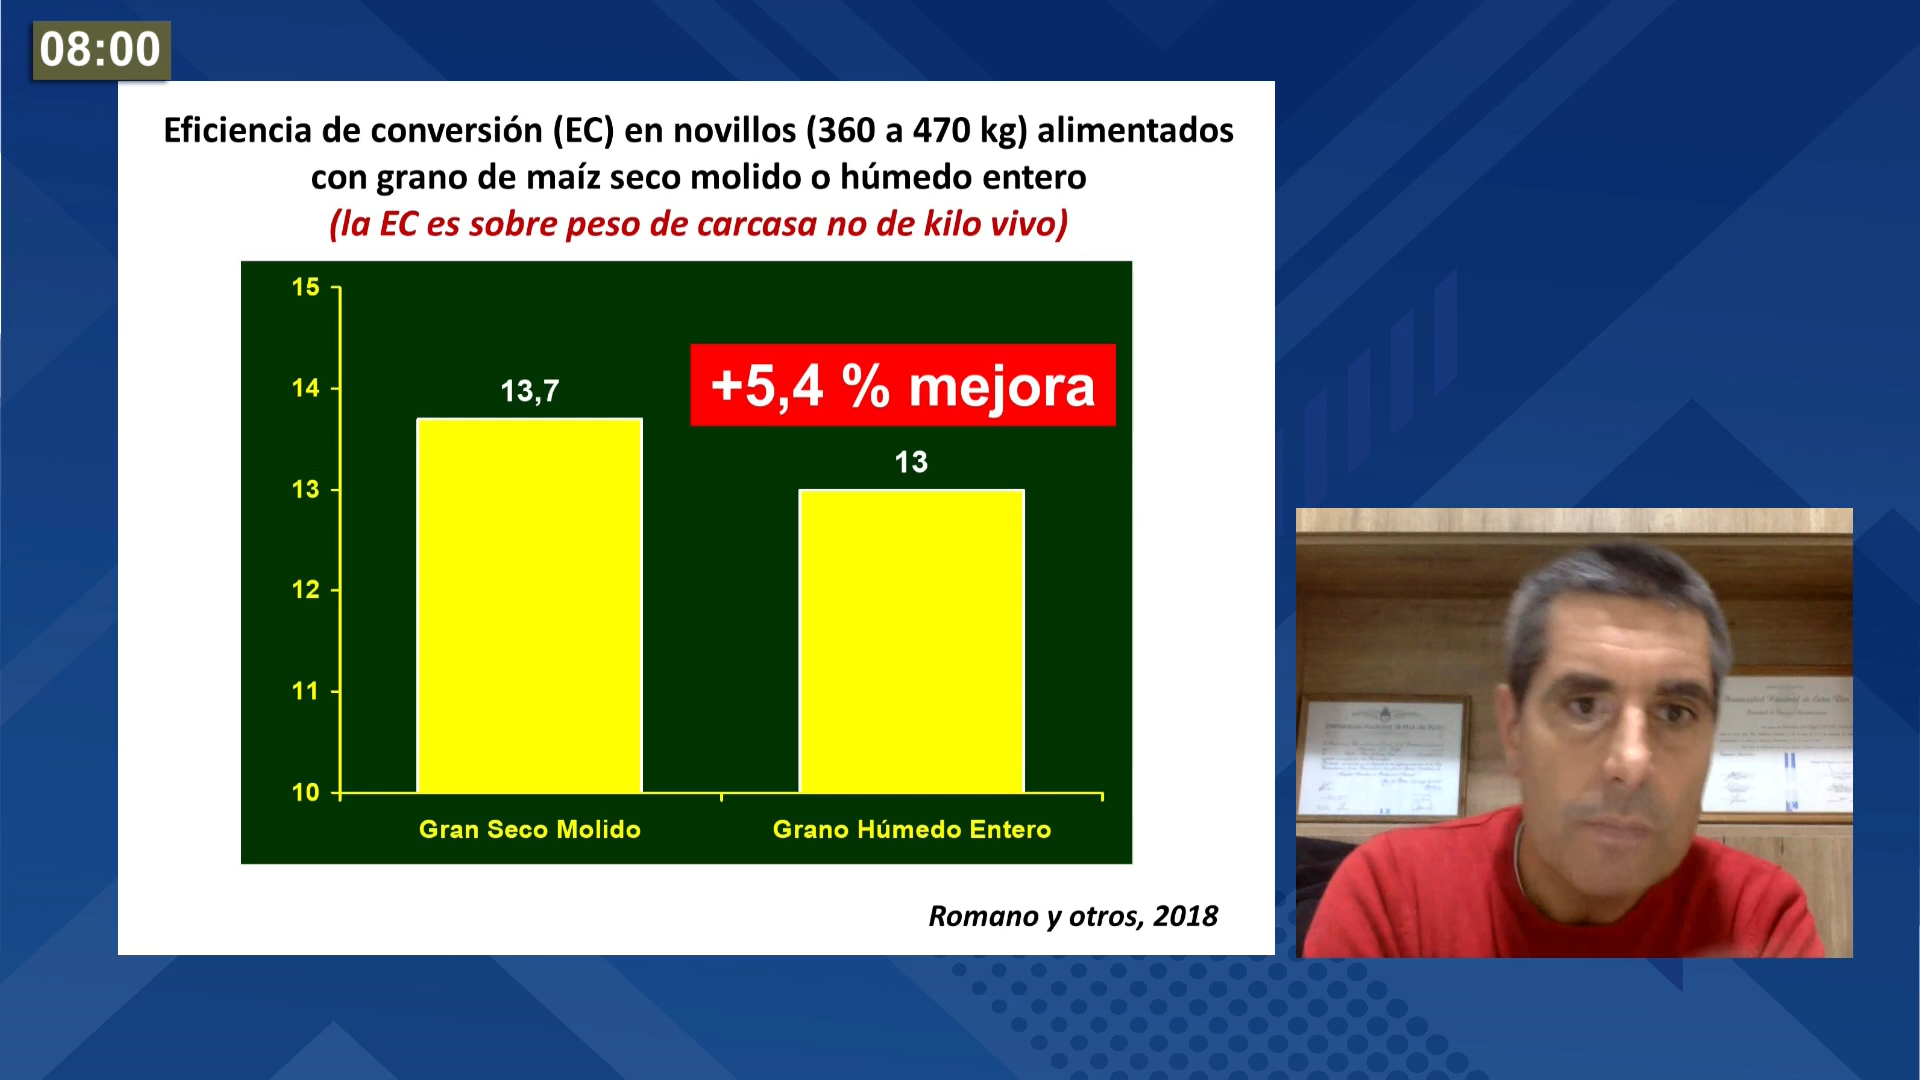 08:00
Eficiencia de conversión (EC) en novillos (360 a 470 kg) alimentados
con grano de maíz seco molido o húmedo entero
(la EC es sobre peso de carcasa no de kilo vivo)
15
14
13
12
11
10
13,7
+5,4 % mejora
13
Gran Seco Molido
Grano Húmedo Entero
Romano y otros, 2018